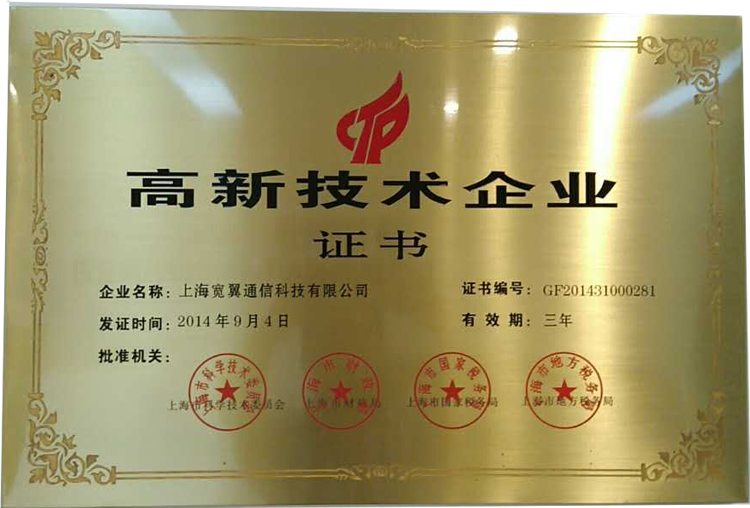 高新技术企业
证书
企业名称：上海宽翼通信科技有限公司
证书编号：GF201431000281
发证时间：2014年9月4日
有效期：三年
批准机关：
上海市科学技术委员会
上海市财政局
上海市国家税务局
上海市地方税务局